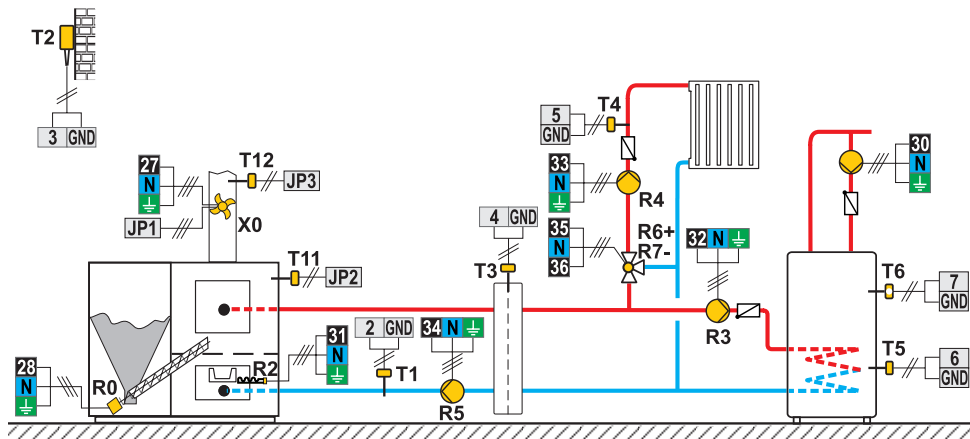 T2
3 GND
27
N
T12
JP3
JP1
X0
T11
JP2
28
N
R0
R2
31
N
2 GND
T1
34 N
R5
4 GND
T3
5
GND
T4
33
N
R4
35
N
36
R6+
R7-
32 N
R3
30
N
T6
7
GND
T5
6
GND